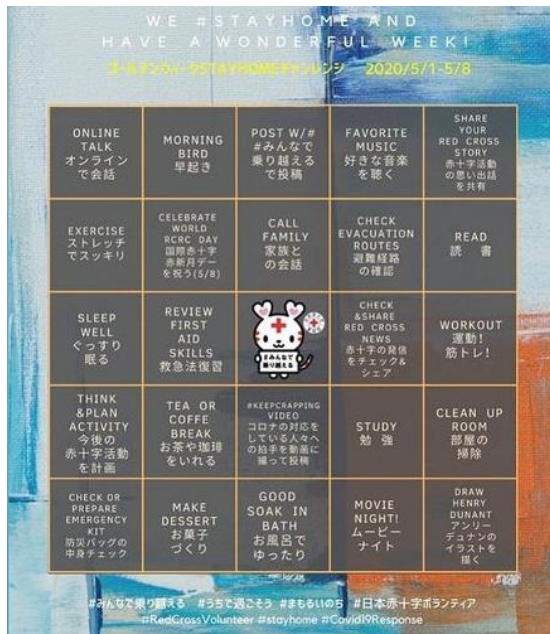 WE #STAYHOME AND
HAVE A WONDERFUL WEEK!
ゴールデンウィークSTAYHOMEチャンレンジ 2020/5/1-5/8
ONLINE
TALK
オンライン
で会話
MORNING
BIRD
早起き
POST W/#
#みんなで
乗り越える
で投稿
FAVORITE
MUSIC
好きな音楽
を聴く
SHARE
YOUR
RED CROSS
STORY
赤十字活動
の思い出話
を共有
EXERCISE
ストレッチ
でスッキリ
CELEBRATE
WORLD
RCRC DAY
国際赤十字
赤新月デー
を祝う(5/8)
CALL
FAMILY
家族と
の会話
CHECK
EVACUATION
ROUTES
避難経路
の確認
READ
読 書
SLEEP
WELL
ぐっすり
眠る
REVIEW
FIRST
AID
SKILLS
救急法復習
#みんなで
乗り越える
CHECK
&SHARE
RED CROSS
NEWS
赤十字の発信
をチェック&
シェア
WORKOUT
運動!
筋トレ!
THINK
&PLAN
ACTIVITY
今後の
赤十字活動
を計画
TEA OR
COFFE
BREAK
お茶や珈琲
をいれる
#KEEPCRAPPING
VIDEO
コロナの対応を
している人々へ
の拍手を動画に
撮って投稿
STUDY
勉 強
CLEAN UP
ROOM
部屋の
掃除
CHECK OR
PREPARE
EMERGENCY
KIT
防災バッグの
中身チェック
MAKE
DESSERT
お菓子
づくり
GOOD
SOAK IN
BATH
お風呂で
ゆったり
MOVIE
NIGHT!
ムービー
ナイト
DRAW
HENRY
DUNANT
アンリー
デュナンの
イラストを
描く
#みんなで乗り越える #うちで過ごそう #まもるいのち #日本赤十字ボランティア
#RedCrossVolunteer #stayhome #Covid19Response